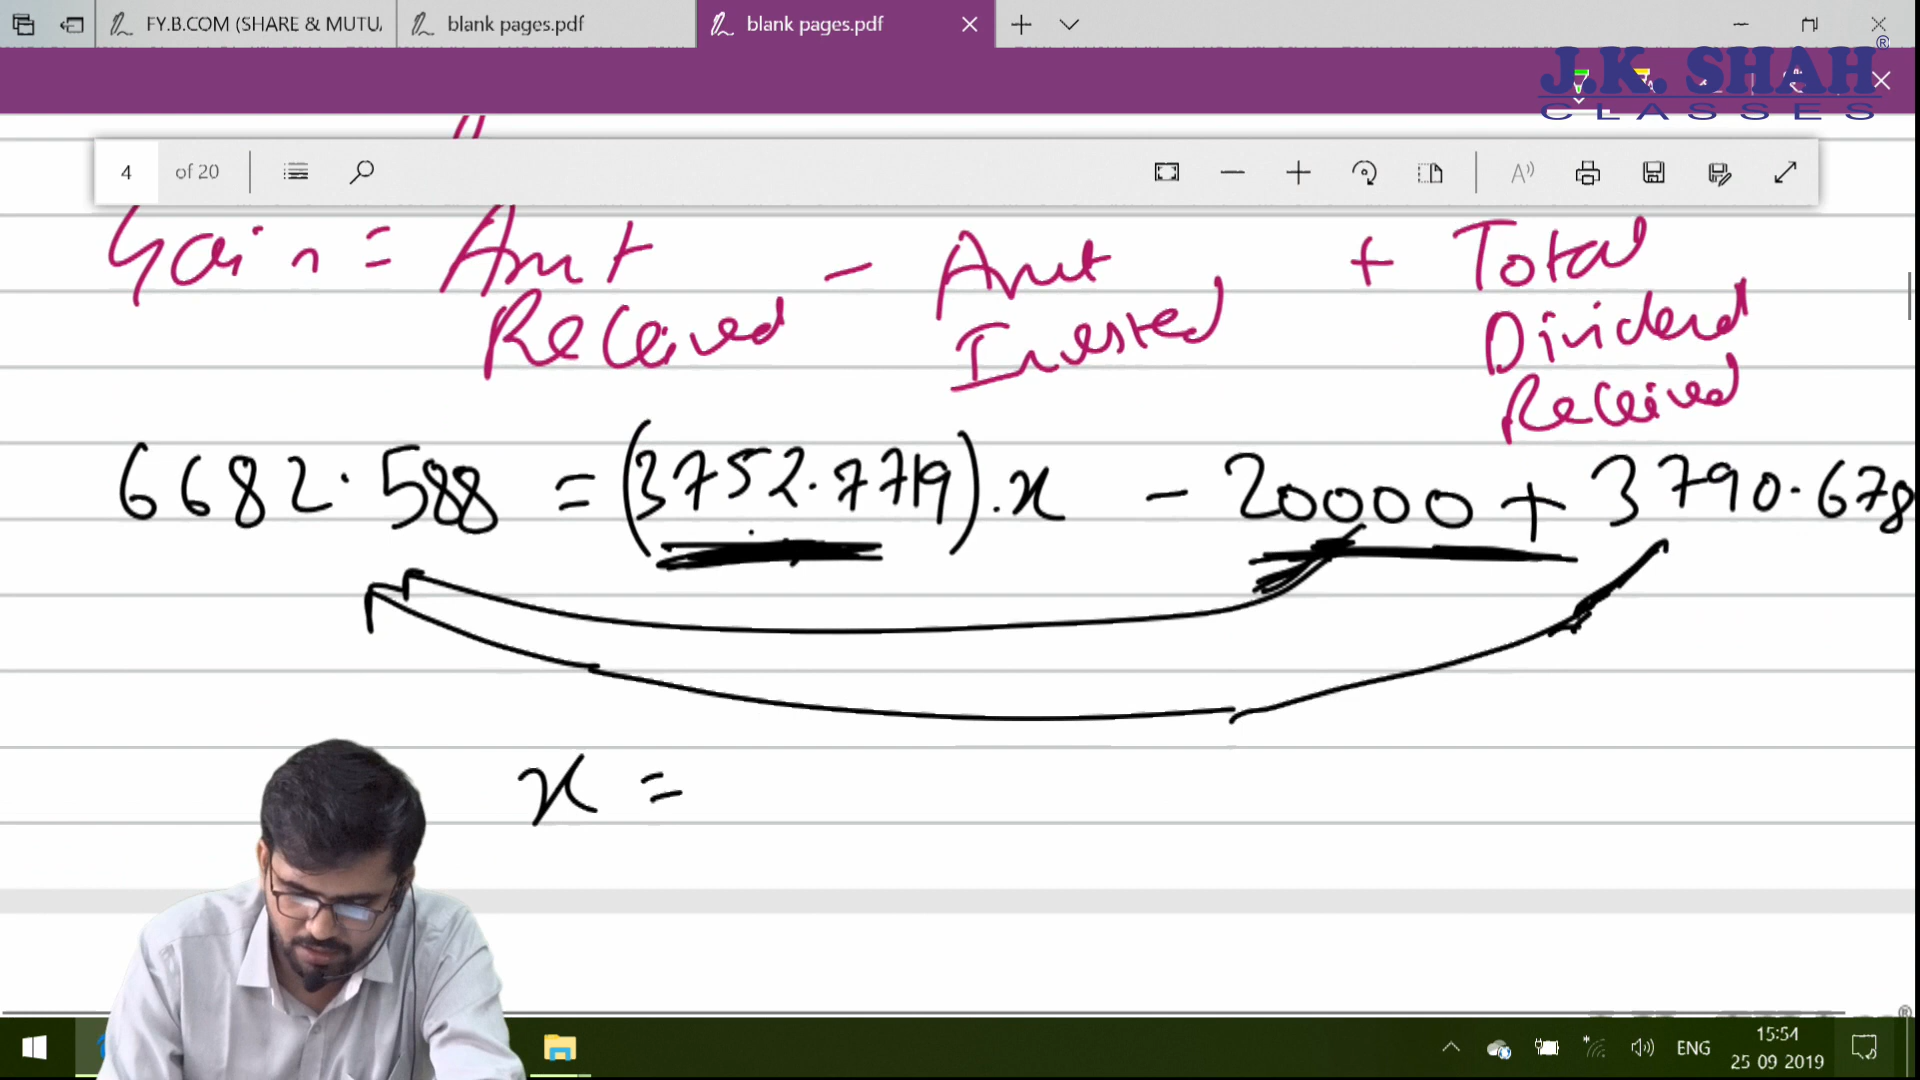 FY.B.COM (SHARE & MUTU
blank pages.pdf
blank pages.pdf
J.K. SHAH®
CLASSES
4 of 20
Gain = Amt Received - Amt Invested + Total Dividend Received
6682.588 = (3752.7719).x - 20000 + 3790.678
x =
15:54
ENG
25 09 2019